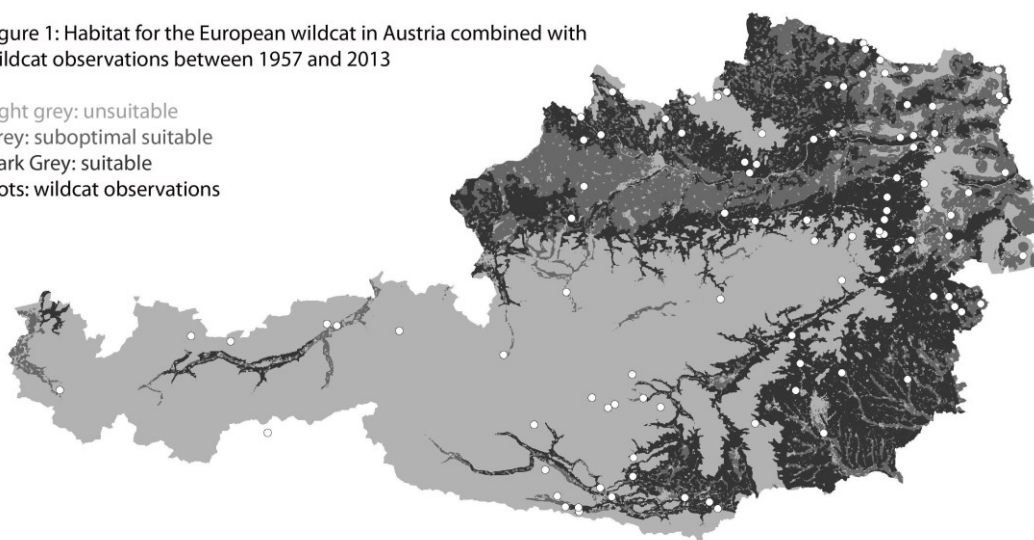 gure 1: Habitat for the European wildcat in Austria combined with
ildcat observations between 1957 and 2013
ght grey: unsuitable
rey: suboptimal suitable
ark Grey: suitable
ots: wildcat observations